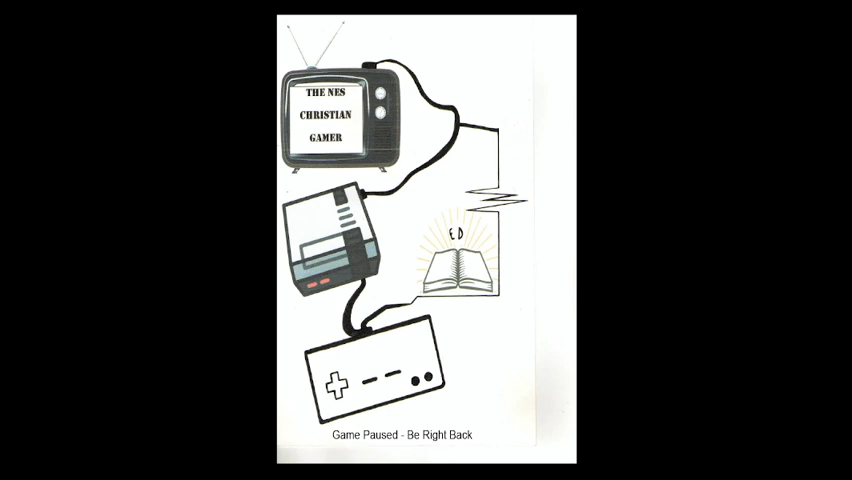 THE NES
CHRISTIAN
GAMER
E D
Game Paused - Be Right Back